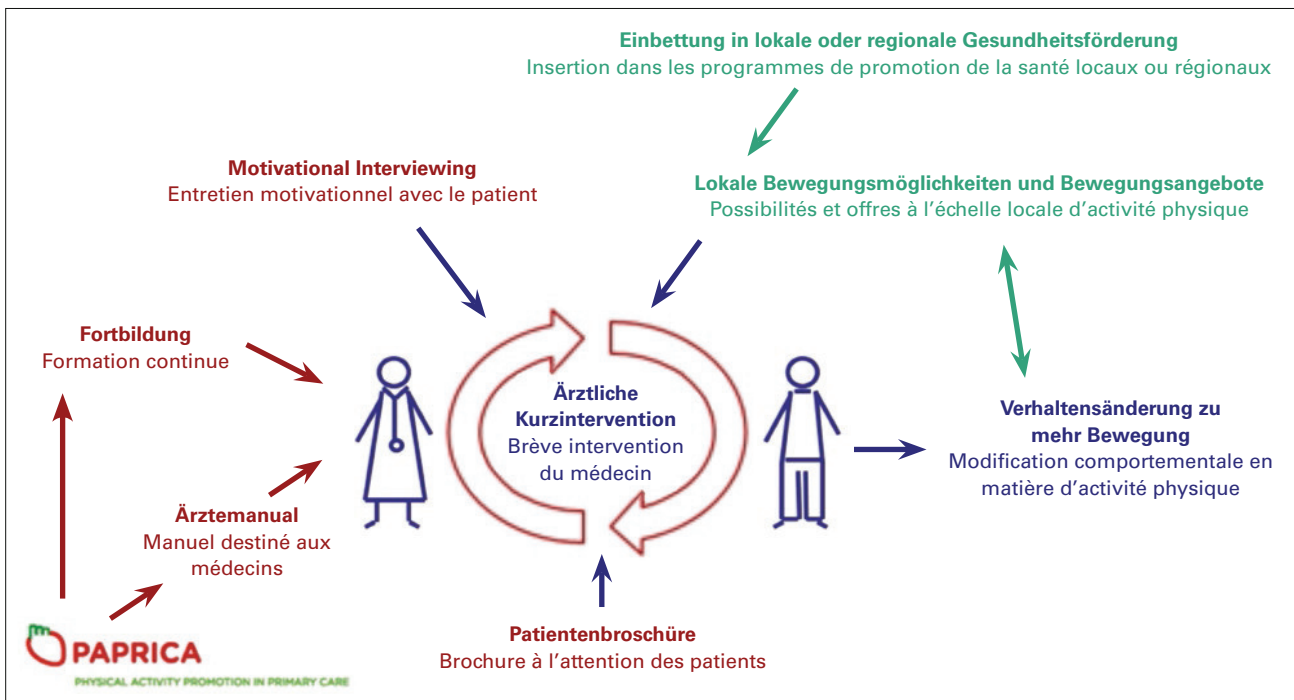 Einbettung in lokale oder regionale Gesundheitsförderung
Insertion dans les programmes de promotion de la santé locaux ou régionaux
Motivational Interviewing
Entretien motivationnel avec le patient
Lokale Bewegungsmöglichkeiten und Bewegungsangebote
Possibilités et offres à l’échelle locale d’activité physique
Fortbildung
Formation continue
Ärztliche
Kurzintervention
Brève intervention
du médecin
Verhaltensänderung zu
mehr Bewegung
Modification comportementale en
matière d’activité physique
Ärztemanual
Manuel destiné aux
médecins
Patientenbroschüre
Brochure à l’attention des patients
PAPRICA
PHYSICAL ACTIVITY PROMOTION IN PRIMARY CARE